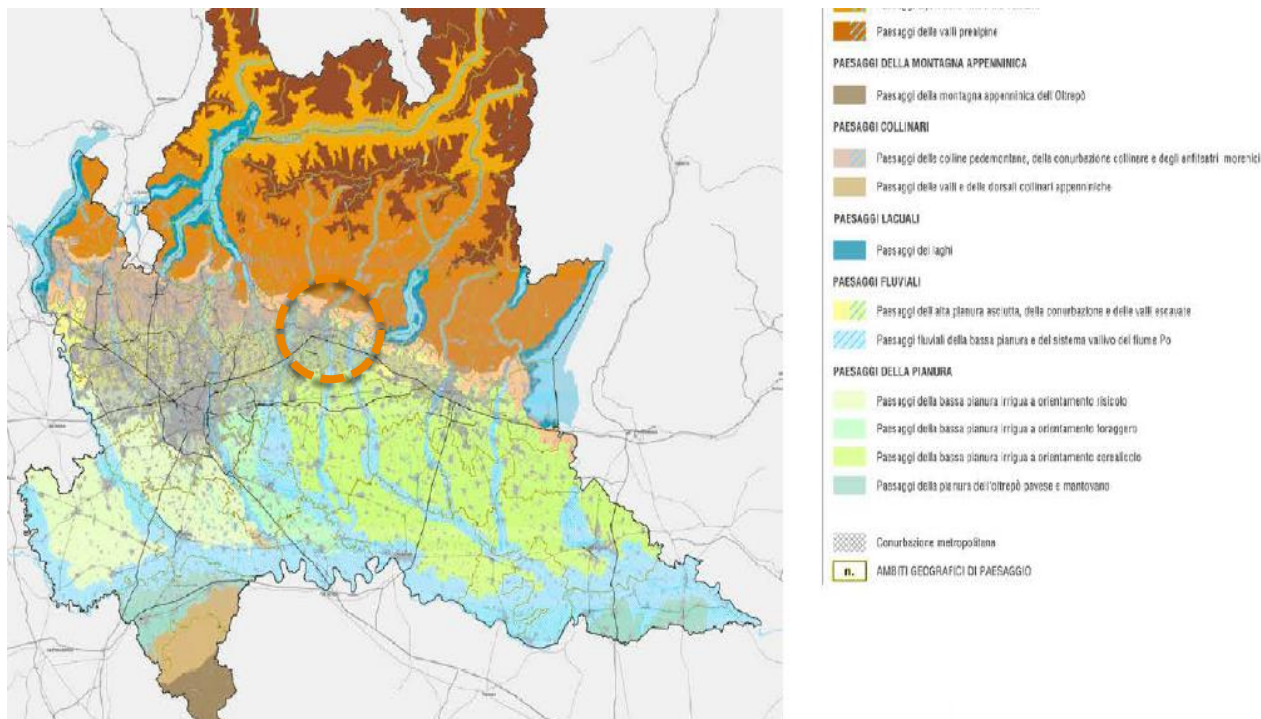 Paesaggi delle valli prealpine
PAESAGGI DELLA MONTAGNA APPENNINICA
Paesaggi della montagna appenninica dell'Oltrepò
PAESAGGI COLLINARI
Paesaggi delle colline pedemontane, della conurbazione collinare e degli anfiteatri morenici
Paesaggi delle valli e delle dorsali collinari appenniniche
PAESAGGI LACUALI
Paesaggi dei laghi
PAESAGGI FLUVIALI
Paesaggi dell'alta pianura asciutta, della conurbazione e delle valli escavate
Paesaggi fluviali della bassa pianura e del sistema vallivo del fiume Po
PAESAGGI DELLA PIANURA
Paesaggi della bassa pianura irrigua a orientamento risicolo
Paesaggi della bassa pianura irrigua a orientamento foraggero
Paesaggi della bassa pianura irrigua a orientamento cerealicolo
Paesaggi della pianura dell'oltrepò pavese e mantovano
Conurbazione metropolitana
n. AMBITI GEOGRAFICI DI PAESAGGIO